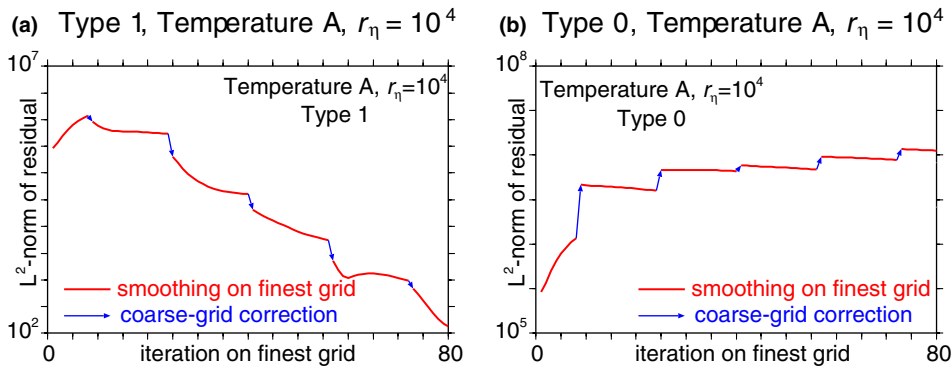 (a) Type 1, Temperature A, rη = 10⁴
10⁷
Temperature A, rη=10⁴
Type 1
L²-norm of residual
smoothing on finest grid
coarse-grid correction
10²
0
iteration on finest grid
80
(b) Type 0, Temperature A, rη = 10⁴
10⁸
Temperature A, rη=10⁴
Type 0
L²-norm of residual
smoothing on finest grid
coarse-grid correction
10⁵
0
iteration on finest grid
80